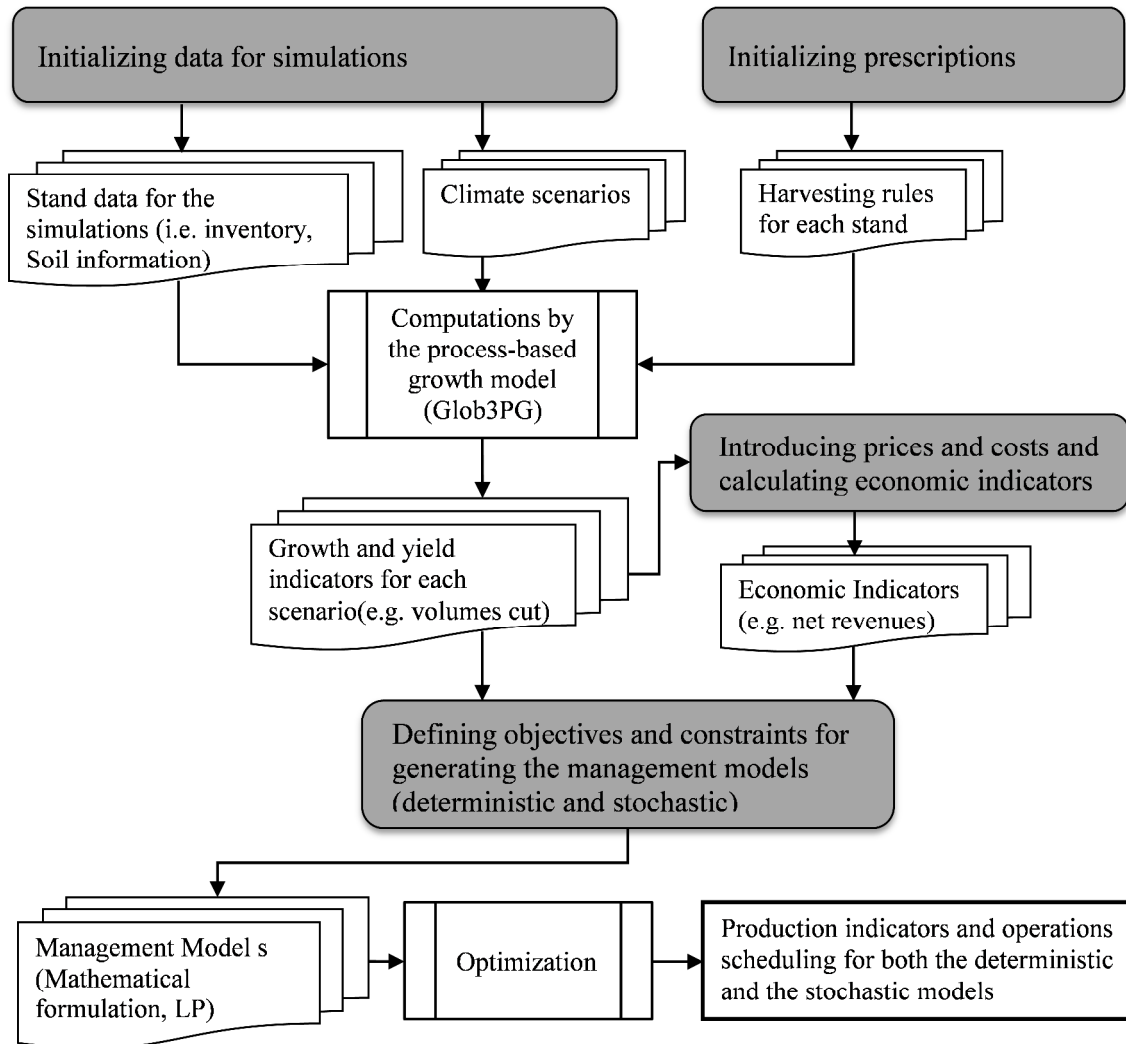 Initializing data for simulations
Initializing prescriptions
Stand data for the
simulations (i.e. inventory,
Soil information)
Climate scenarios
Harvesting rules
for each stand
Computations by
the process-based
growth model
(Glob3PG)
Introducing prices and costs and
calculating economic indicators
Growth and yield
indicators for each
scenario(e.g. volumes cut)
Economic Indicators
(e.g. net revenues)
Defining objectives and constraints for
generating the management models
(deterministic and stochastic)
Management Model s
(Mathematical
formulation, LP)
Optimization
Production indicators and operations
scheduling for both the deterministic
and the stochastic models